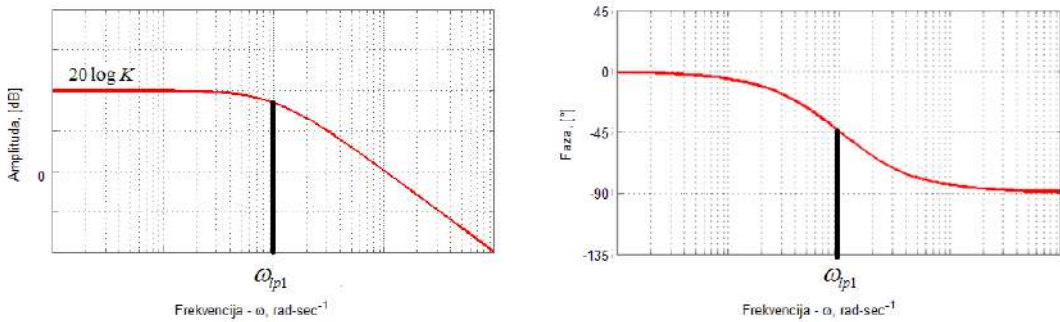 20 log K
Amplituda, [dB]
0
ω_lp1
Frekvencija - ω, rad-sec⁻¹
45
0
-45
-90
-135
Faza, [°]
ω_lp1
Frekvencija - ω, rad-sec⁻¹